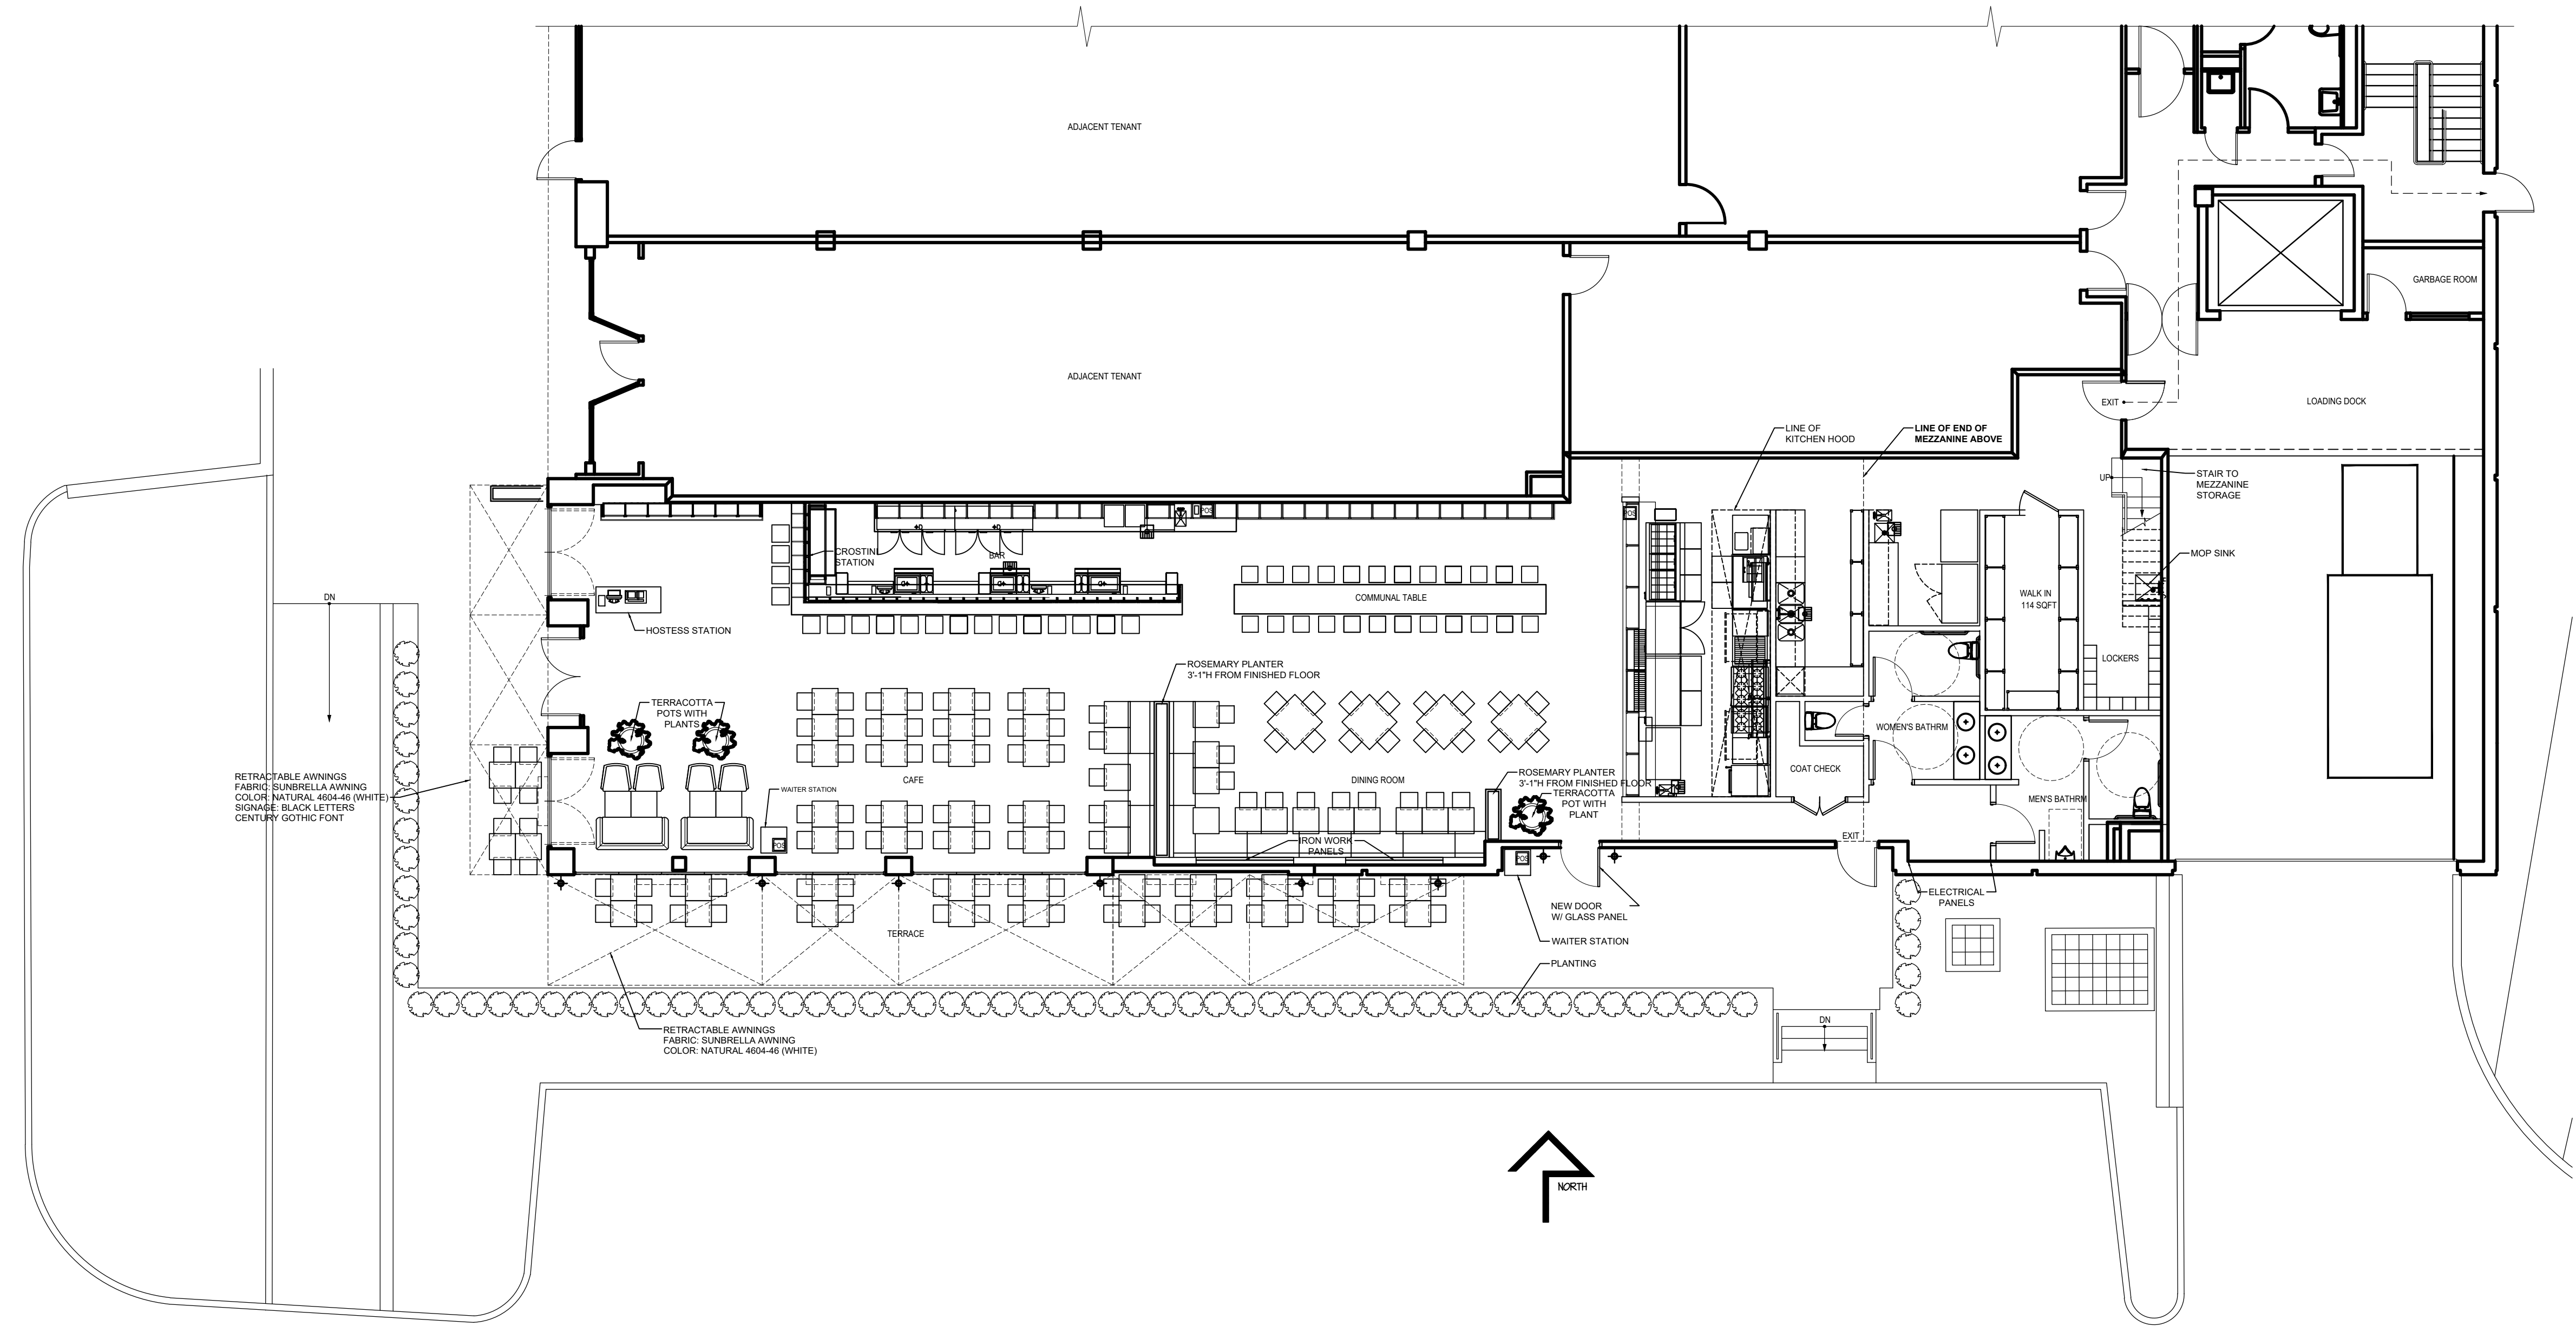 ADJACENT TENANT
GARBAGE ROOM
ADJACENT TENANT
EXIT
LOADING DOCK
LINE OF
KITCHEN HOOD
LINE OF END OF
MEZZANINE ABOVE
UP
STAIR TO
MEZZANINE
STORAGE
POS
POS
CROSTINI
STATION
BAR
MOP SINK
DN
COMMUNAL TABLE
WALK IN
114 SQFT
HOSTESS STATION
LOCKERS
ROSEMARY PLANTER
3'-1"H FROM FINISHED FLOOR
TERRACOTTA
POTS WITH
PLANTS
WOMEN'S BATHRM
RETRACTABLE AWNINGS
FABRIC: SUNBRELLA AWNING
COLOR: NATURAL 4604-46 (WHITE)
SIGNAGE: BLACK LETTERS
CENTURY GOTHIC FONT
CAFE
DINING ROOM
ROSEMARY PLANTER
3'-1"H FROM FINISHED FLOOR
TERRACOTTA
POT WITH
PLANT
COAT CHECK
WAITER STATION
POS
MEN'S BATHRM
IRON WORK
PANELS
EXIT
POS
ELECTRICAL
PANELS
NEW DOOR
W/ GLASS PANEL
TERRACE
WAITER STATION
PLANTING
RETRACTABLE AWNINGS
FABRIC: SUNBRELLA AWNING
COLOR: NATURAL 4604-46 (WHITE)
DN
NORTH